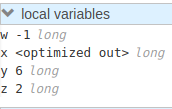 local variables
w -1 long
x <optimized out> long
y 6 long
z 2 long